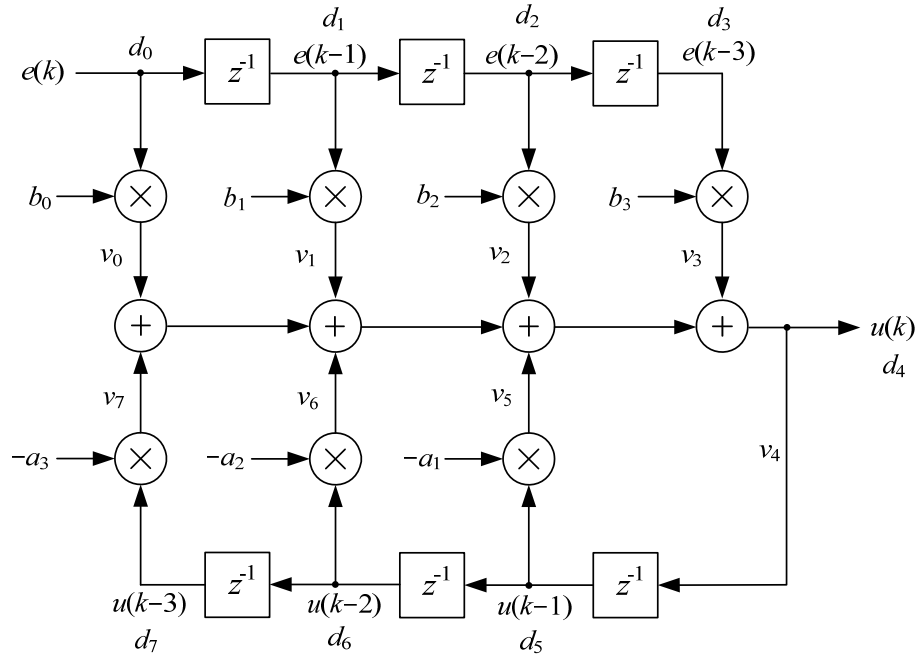 d₀ d₁ d₂ d₃
e(k) z⁻¹ e(k−1) z⁻¹ e(k−2) z⁻¹ e(k−3)
b₀ × b₁ × b₂ × b₃ ×
v₀ v₁ v₂ v₃
+ + + + u(k)
d₄
v₇ v₆ v₅ v₄
−a₃ × −a₂ × −a₁ ×
u(k−3) z⁻¹ u(k−2) z⁻¹ u(k−1) z⁻¹
d₇ d₆ d₅